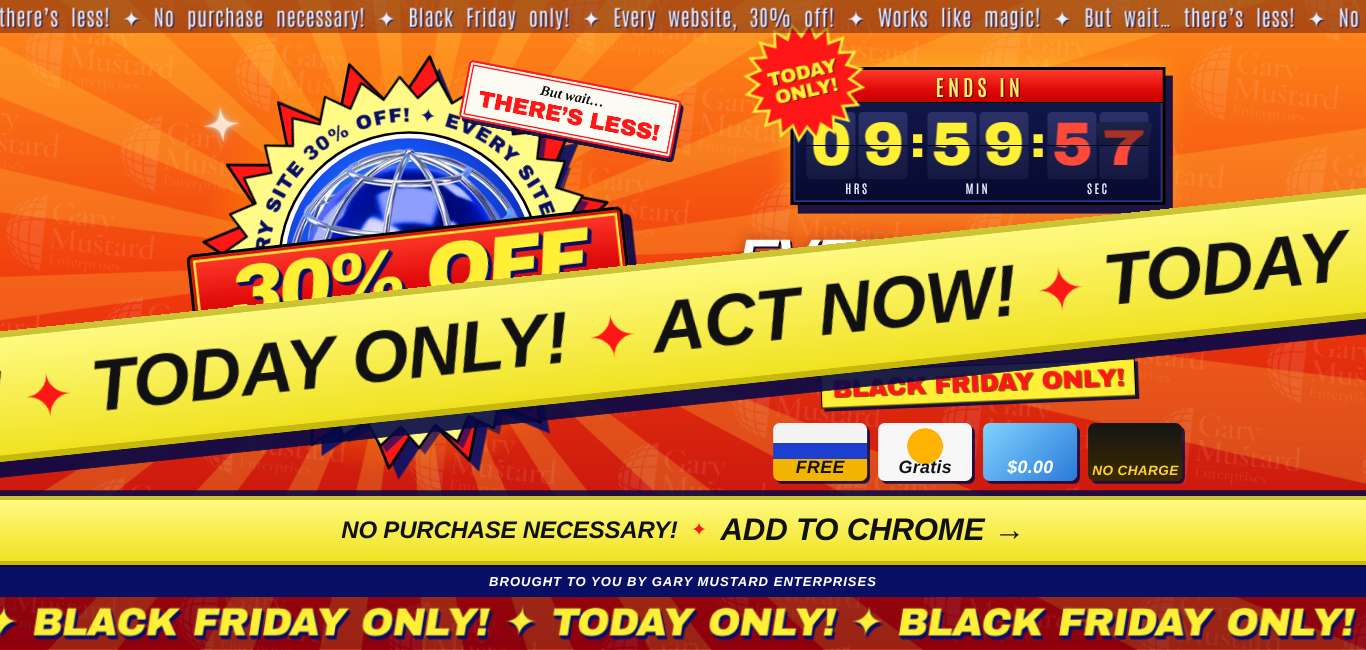 there’s less! ✦ No purchase necessary! ✦ Black Friday only! ✦ Every website, 30% off! ✦ Works like magic! ✦ But wait… there’s less! ✦ No
TODAY
ONLY!
ENDS IN
09:59:57
HRS MIN SEC
But wait…
THERE’S LESS!
RY SITE 30% OFF! ✦ EVERY SITE
30% OFF
! ✦ TODAY ONLY! ✦ ACT NOW! ✦ TODAY
BLACK FRIDAY ONLY!
FREE Gratis $0.00 NO CHARGE
NO PURCHASE NECESSARY! ✦ ADD TO CHROME →
BROUGHT TO YOU BY GARY MUSTARD ENTERPRISES
✦ BLACK FRIDAY ONLY! ✦ TODAY ONLY! ✦ BLACK FRIDAY ONLY!
Gary
Mustard
Enterprises